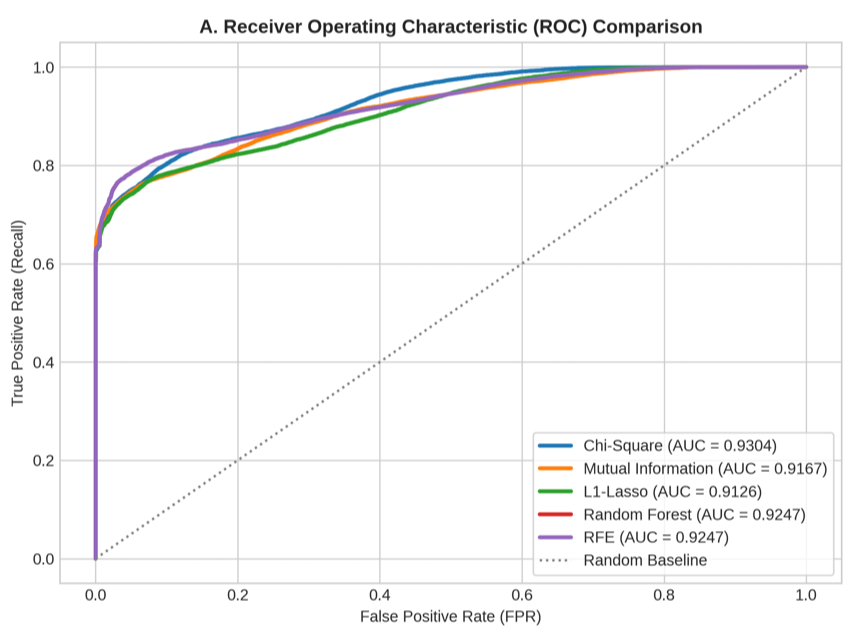 A. Receiver Operating Characteristic (ROC) Comparison
True Positive Rate (Recall)
1.0
0.8
0.6
0.4
0.2
0.0
Chi-Square (AUC = 0.9304)
Mutual Information (AUC = 0.9167)
L1-Lasso (AUC = 0.9126)
Random Forest (AUC = 0.9247)
RFE (AUC = 0.9247)
Random Baseline
0.0 0.2 0.4 0.6 0.8 1.0
False Positive Rate (FPR)